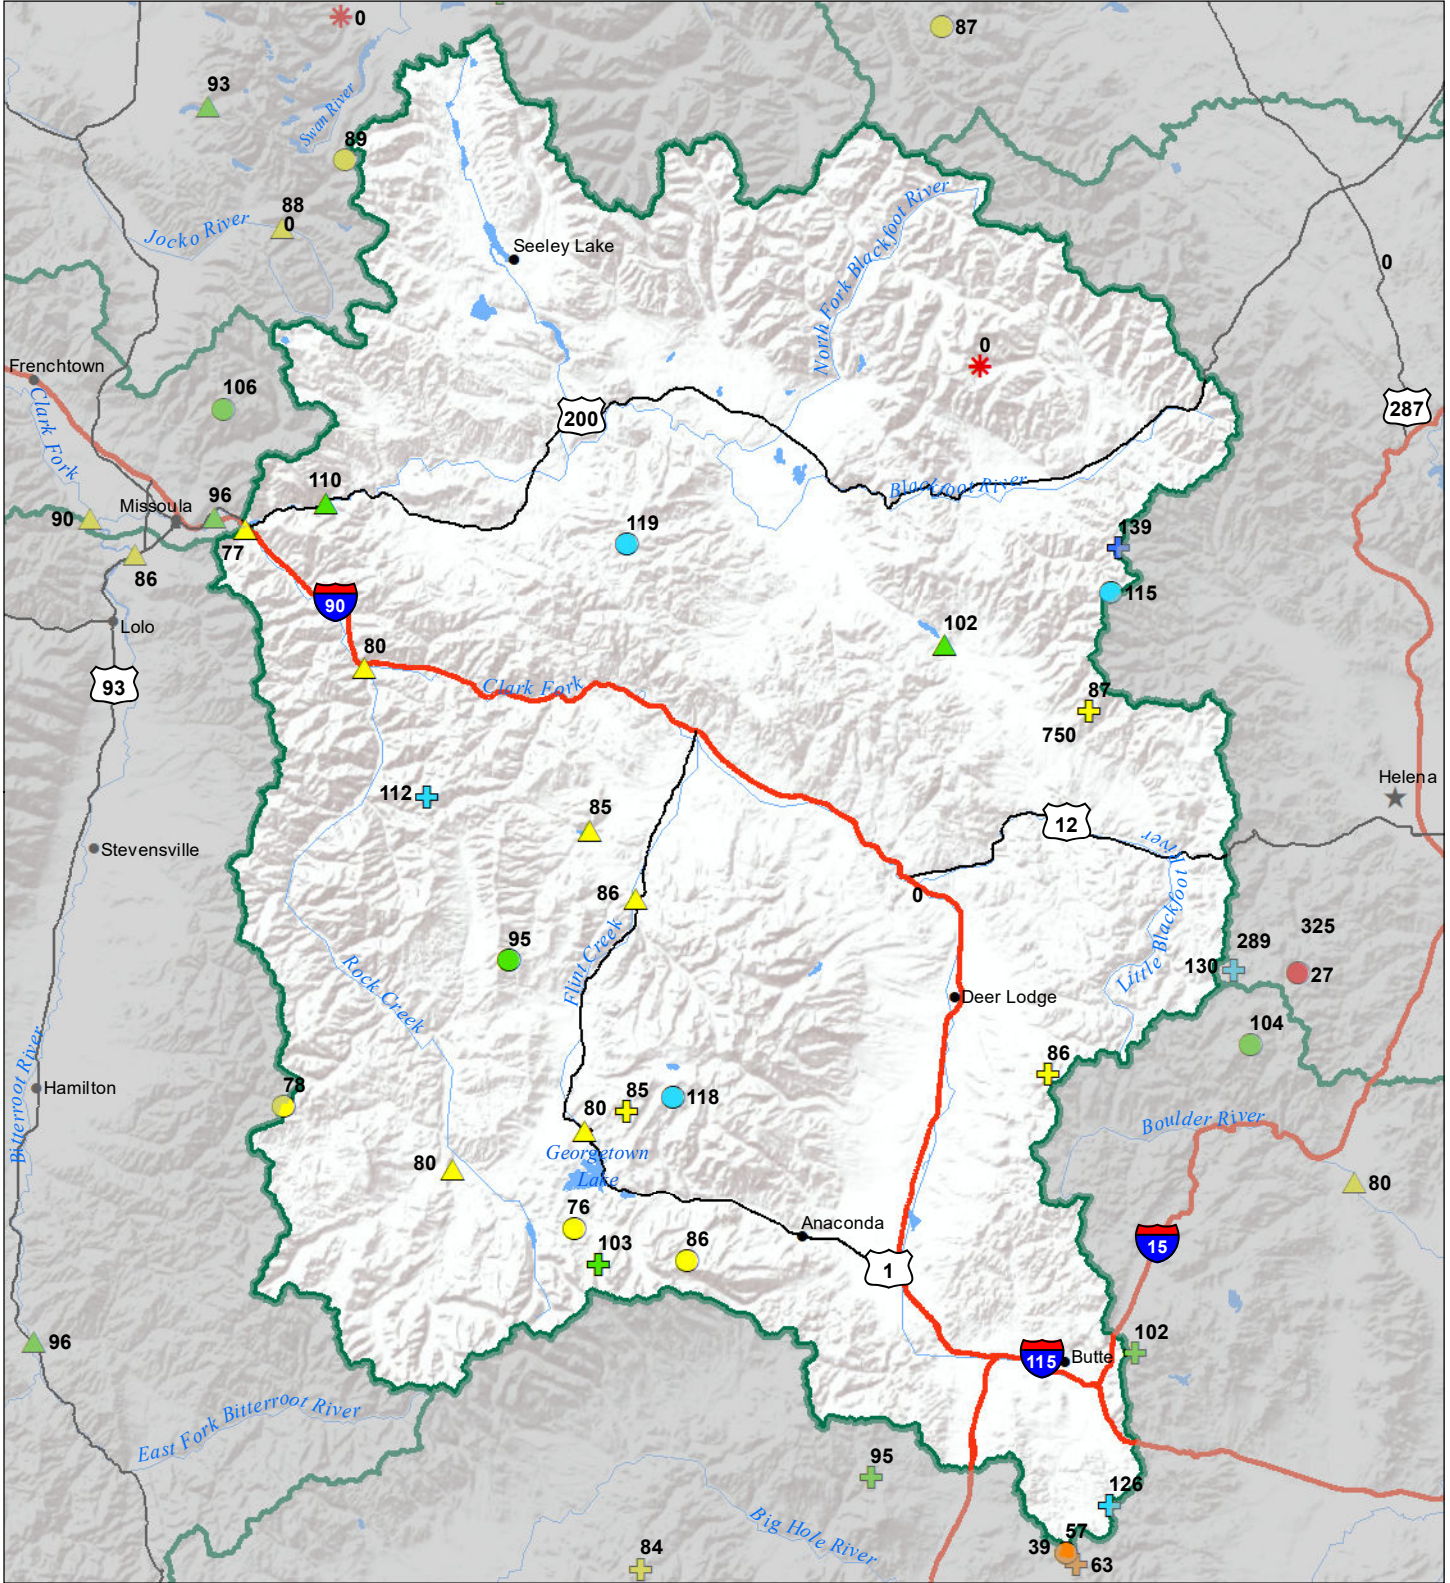 0
87
93
Swan River
89
88
0
Jocko River
North Fork Blackfoot River
Seeley Lake
0
0
Frenchtown
106
200
287
Clark Fork
110
Blackfoot River
Missoula
96
90
77
119
139
86
90
115
Lolo
102
80
93
Clark Fork
87
750
Helena
112
85
12
Little Blackfoot River
Stevensville
86
0
Flint Creek
95
325
289
130
27
Rock Creek
Deer Lodge
104
Bitterroot River
86
Hamilton
78
85
80
118
Boulder River
Georgetown
Lake
80
80
76
Anaconda
103
86
15
1
96
102
115
Butte
East Fork Bitterroot River
95
126
Big Hole River
57
39
84
63